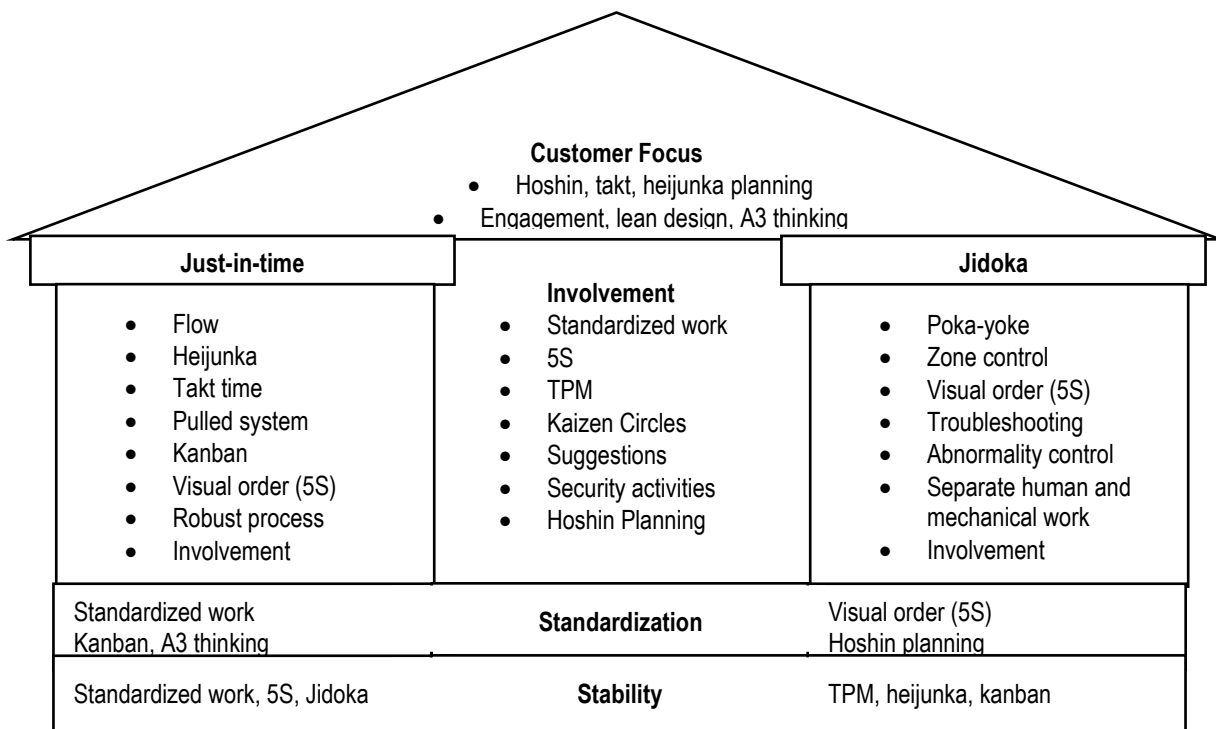 Customer Focus
• Hoshin, takt, heijunka planning
• Engagement, lean design, A3 thinking
Just-in-time
• Flow
• Heijunka
• Takt time
• Pulled system
• Kanban
• Visual order (5S)
• Robust process
• Involvement
Involvement
• Standardized work
• 5S
• TPM
• Kaizen Circles
• Suggestions
• Security activities
• Hoshin Planning
Jidoka
• Poka-yoke
• Zone control
• Visual order (5S)
• Troubleshooting
• Abnormality control
• Separate human and
mechanical work
• Involvement
Standardized work
Kanban, A3 thinking
Standardization
Visual order (5S)
Hoshin planning
Standardized work, 5S, Jidoka
Stability
TPM, heijunka, kanban